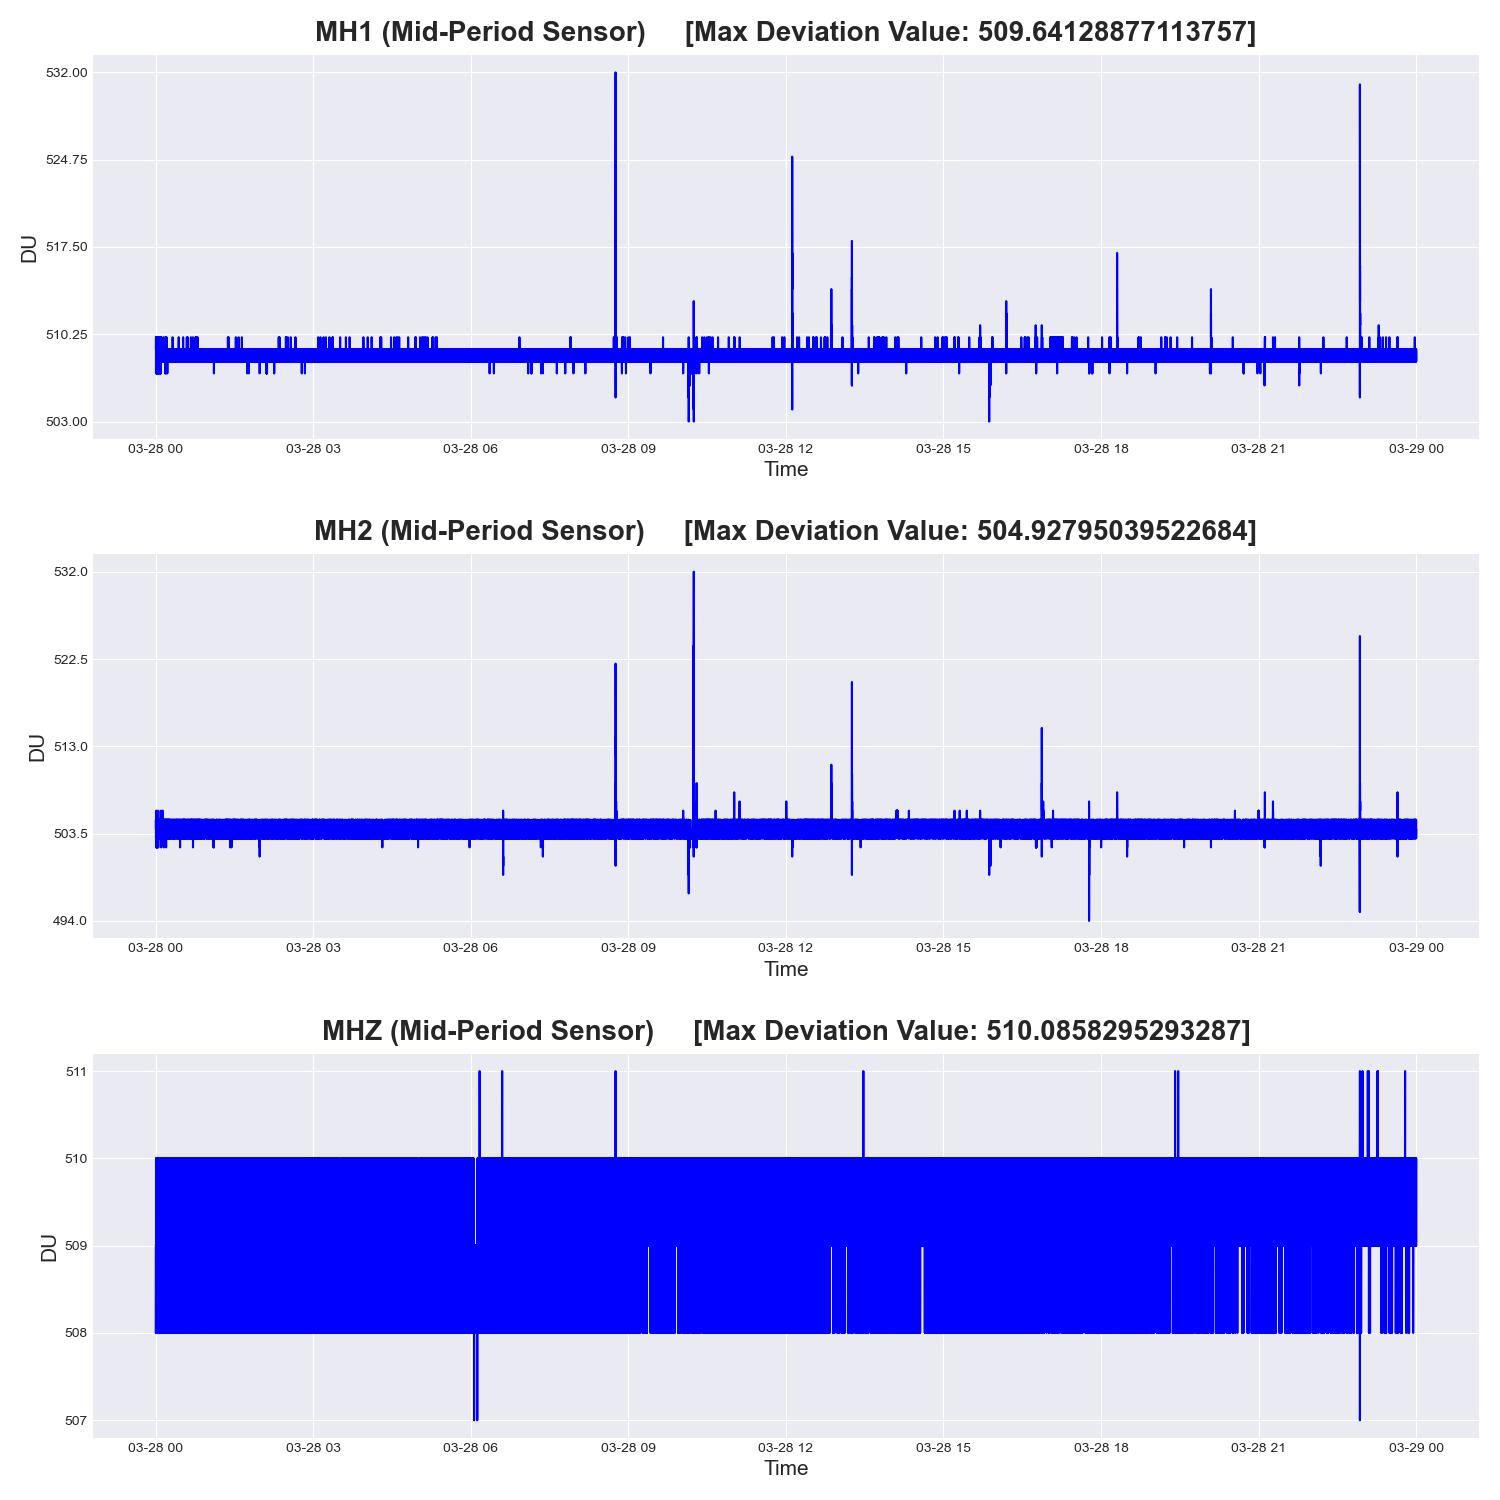 MH1 (Mid-Period Sensor) [Max Deviation Value: 509.64128877113757]
532.00
524.75
517.50
510.25
503.00
DU
03-28 00 03-28 03 03-28 06 03-28 09 03-28 12 03-28 15 03-28 18 03-28 21 03-29 00
Time
MH2 (Mid-Period Sensor) [Max Deviation Value: 504.92795039522684]
532.0
522.5
513.0
503.5
494.0
DU
03-28 00 03-28 03 03-28 06 03-28 09 03-28 12 03-28 15 03-28 18 03-28 21 03-29 00
Time
MHZ (Mid-Period Sensor) [Max Deviation Value: 510.0858295293287]
511
510
509
508
507
DU
03-28 00 03-28 03 03-28 06 03-28 09 03-28 12 03-28 15 03-28 18 03-28 21 03-29 00
Time